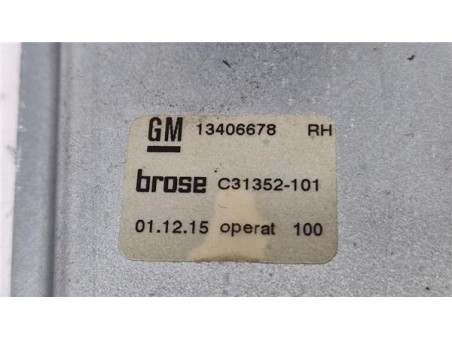 GM 13406678 RH
brose C31352-101
01.12.15 operat 100